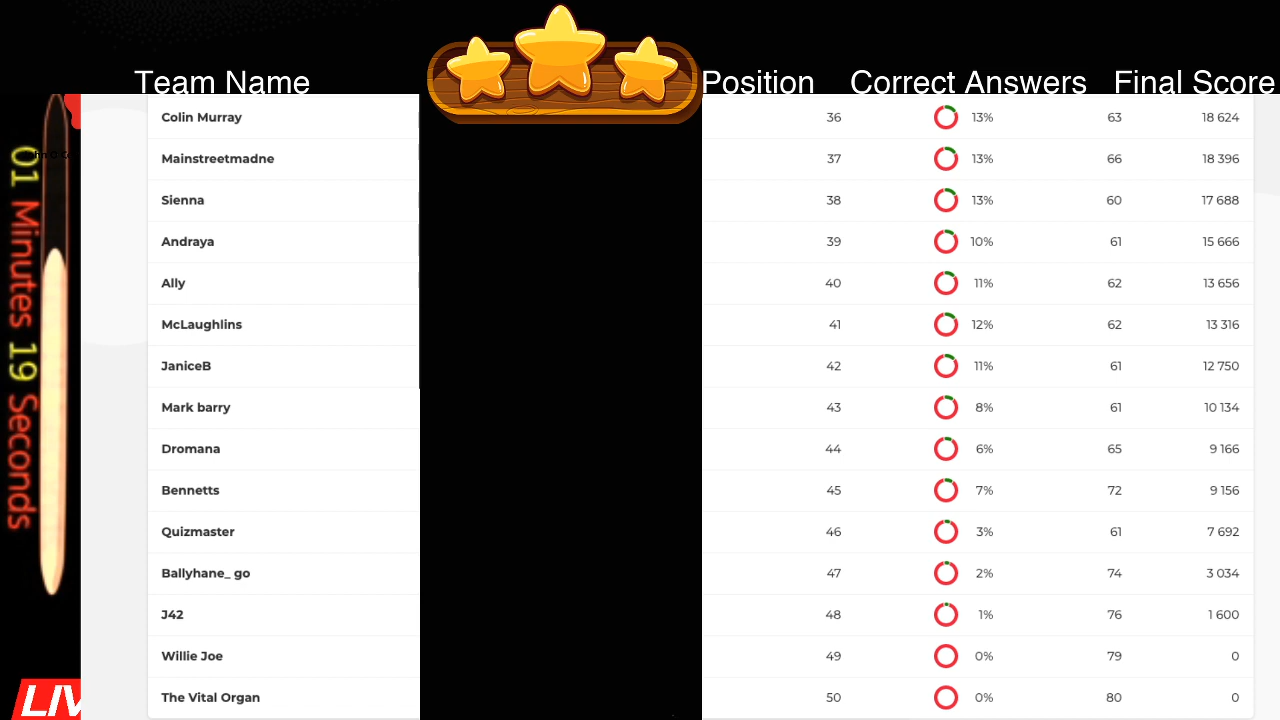 Team Name Position Correct Answers Final Score
Colin Murray 36 13% 63 18 624
Mainstreetmadne 37 13% 66 18 396
Sienna 38 13% 60 17 688
Andraya 39 10% 61 15 666
Ally 40 11% 62 13 656
McLaughlins 41 12% 62 13 316
JaniceB 42 11% 61 12 750
Mark barry 43 8% 61 10 134
Dromana 44 6% 65 9 166
Bennetts 45 7% 72 9 156
Quizmaster 46 3% 61 7 692
Ballyhane_ go 47 2% 74 3 034
J42 48 1% 76 1 600
Willie Joe 49 0% 79 0
The Vital Organ 50 0% 80 0
01 Minutes 19 Seconds
LIV